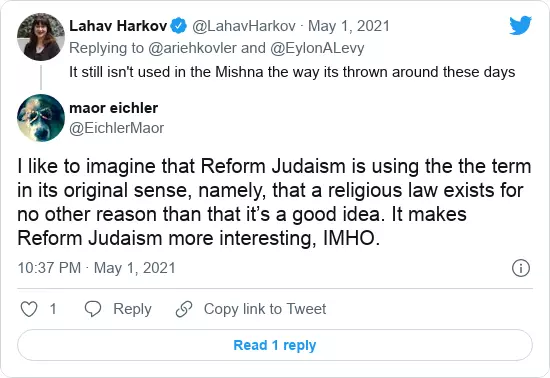 Lahav Harkov @LahavHarkov · May 1, 2021
Replying to @ariehkovler and @EylonALevy
It still isn't used in the Mishna the way its thrown around these days
maor eichler
@EichlerMaor
I like to imagine that Reform Judaism is using the the term
in its original sense, namely, that a religious law exists for
no other reason than that it’s a good idea. It makes
Reform Judaism more interesting, IMHO.
10:37 PM · May 1, 2021
1 Reply Copy link to Tweet
Read 1 reply